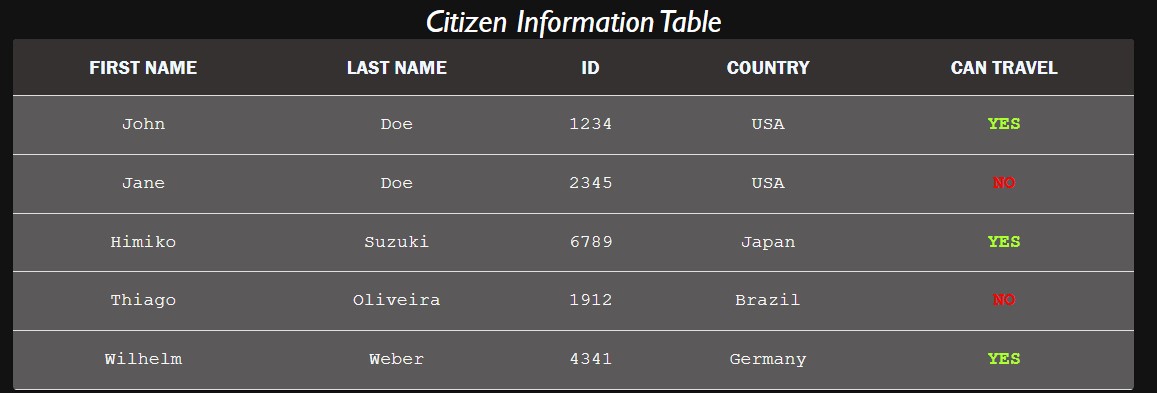 Citizen Information Table
FIRST NAME LAST NAME ID COUNTRY CAN TRAVEL
John Doe 1234 USA YES
Jane Doe 2345 USA NO
Himiko Suzuki 6789 Japan YES
Thiago Oliveira 1912 Brazil NO
Wilhelm Weber 4341 Germany YES